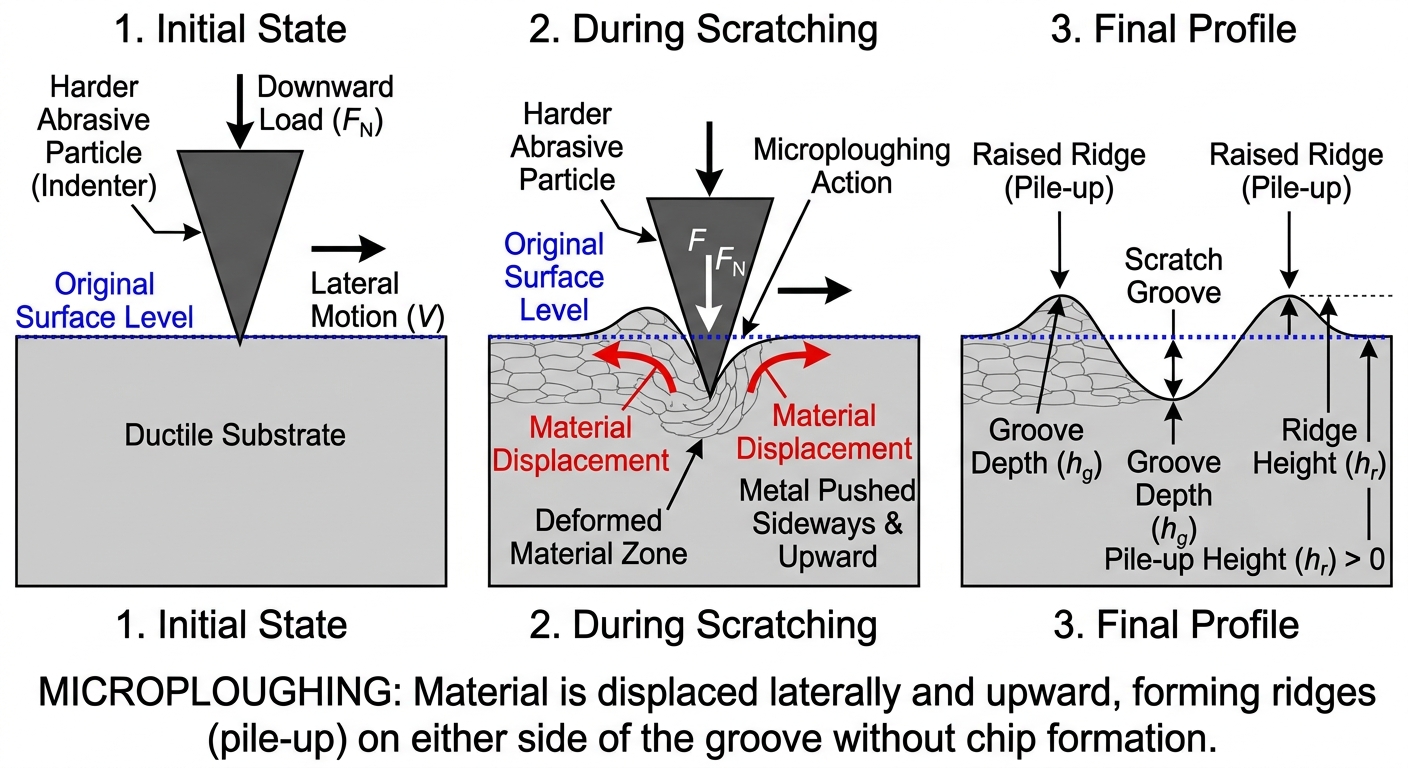 1. Initial State
Harder
Abrasive
Particle
(Indenter)
Downward
Load (FN)
Original
Surface Level
Lateral
Motion (V)
Ductile Substrate
1. Initial State
2. During Scratching
Harder
Abrasive
Particle
Microploughing
Action
Original
Surface
Level
F
FN
Material
Displacement
Material
Displacement
Deformed
Material Zone
Metal Pushed
Sideways &
Upward
2. During Scratching
3. Final Profile
Raised Ridge
(Pile-up)
Raised Ridge
(Pile-up)
Scratch
Groove
Groove
Depth (hg)
Groove
Depth
(hg)
Ridge
Height (hr)
Pile-up Height (hr) > 0
3. Final Profile
MICROPLOUGHING: Material is displaced laterally and upward, forming ridges
(pile-up) on either side of the groove without chip formation.